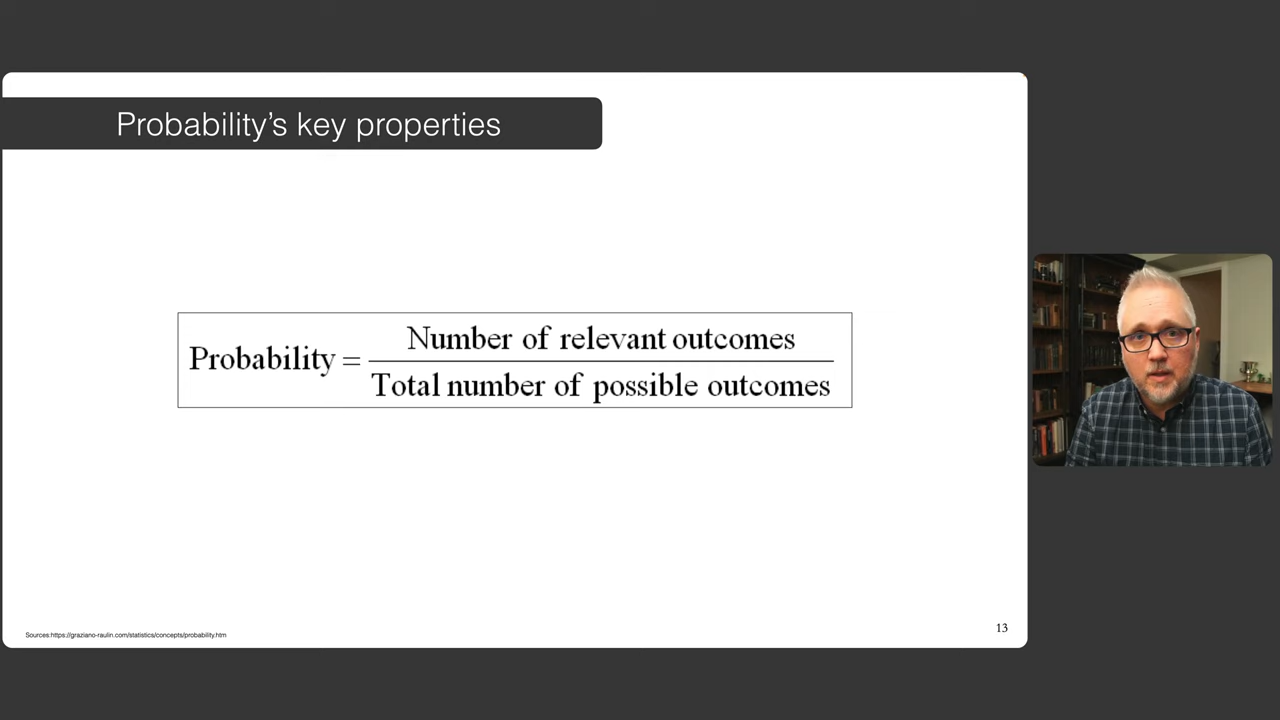 Probability's key properties
Probability = Number of relevant outcomes
Total number of possible outcomes
Sources:https://graziano-raulin.com/statistics/concepts/probability.htm
13